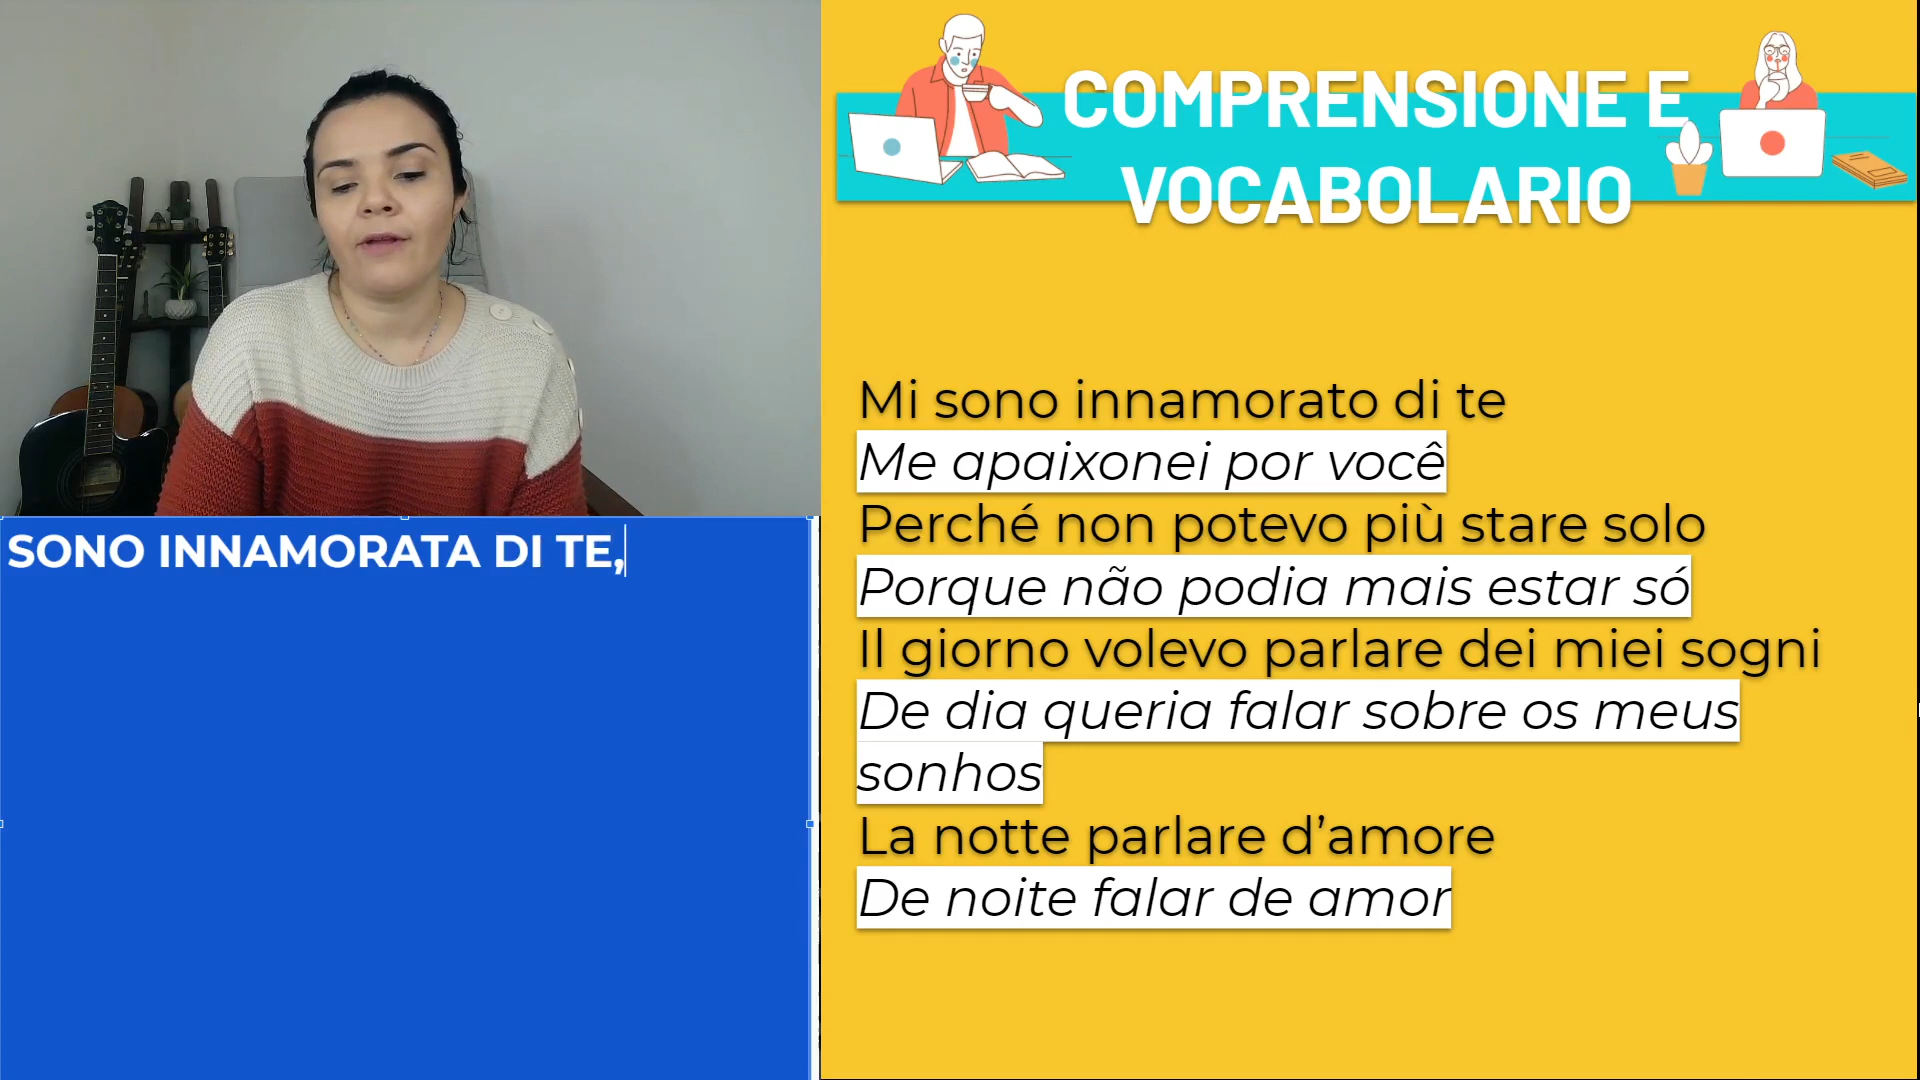 COMPRENSIONE E
VOCABOLARIO
Mi sono innamorato di te
Me apaixonei por você
Perché non potevo più stare solo
Porque não podia mais estar só
Il giorno volevo parlare dei miei sogni
De dia queria falar sobre os meus
sonhos
La notte parlare d’amore
De noite falar de amor
SONO INNAMORATA DI TE,